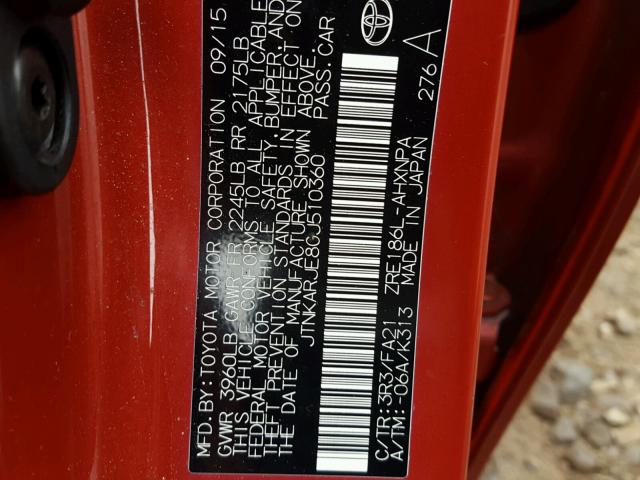 MFD.BY:TOYOTA MOTOR CORPORATION 09/15
GVWR 3960LB GAWR FR 2245LB RR 2175LB
THIS VEHICLE CONFORMS TO ALL APPLICABLE
FEDERAL MOTOR VEHICLE SAFETY, BUMPER, AND
THEFT PREVENTION STANDARDS IN EFFECT ON
THE DATE OF MANUFACTURE SHOWN ABOVE.
JTNKARJE8GJ510360 PASS.CAR
C/TR:3R3/FA21 ZRE186L-AHXNPA
A/TM:-06A/K313 MADE IN JAPAN
276A